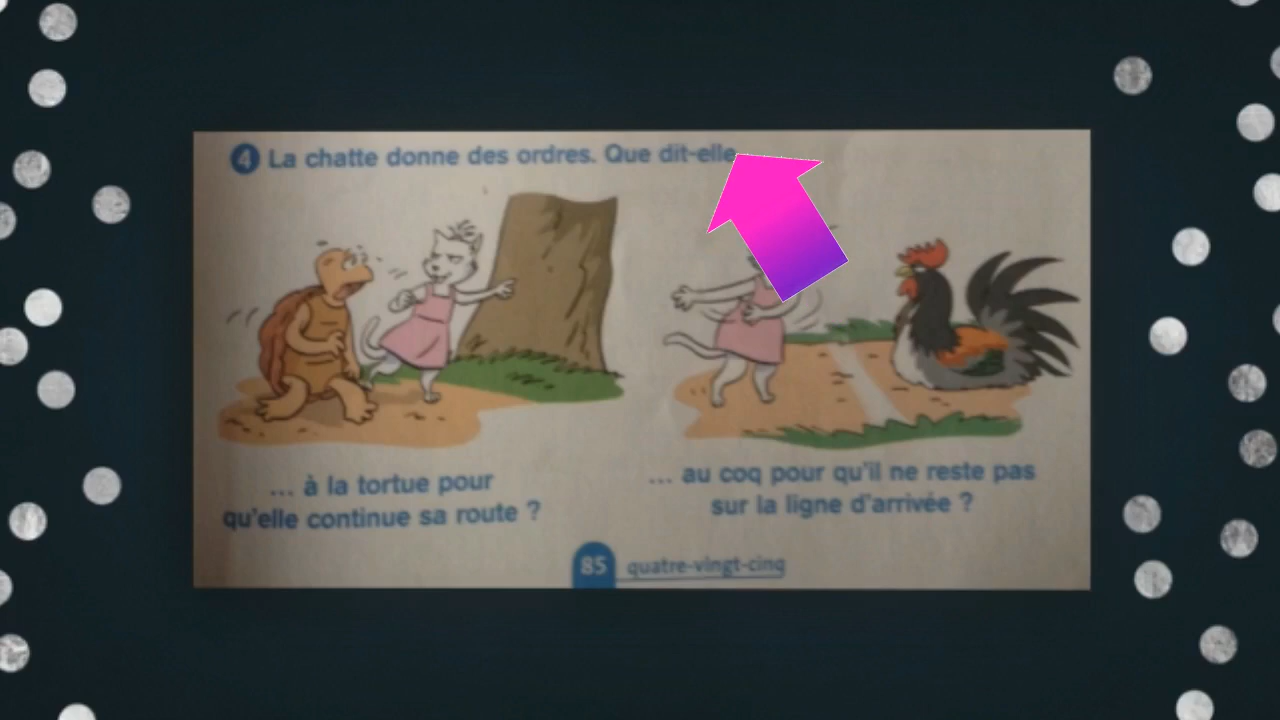 4 La chatte donne des ordres. Que dit-elle
... à la tortue pour
qu'elle continue sa route ?
... au coq pour qu'il ne reste pas
sur la ligne d'arrivée ?
85 quatre-vingt-cinq